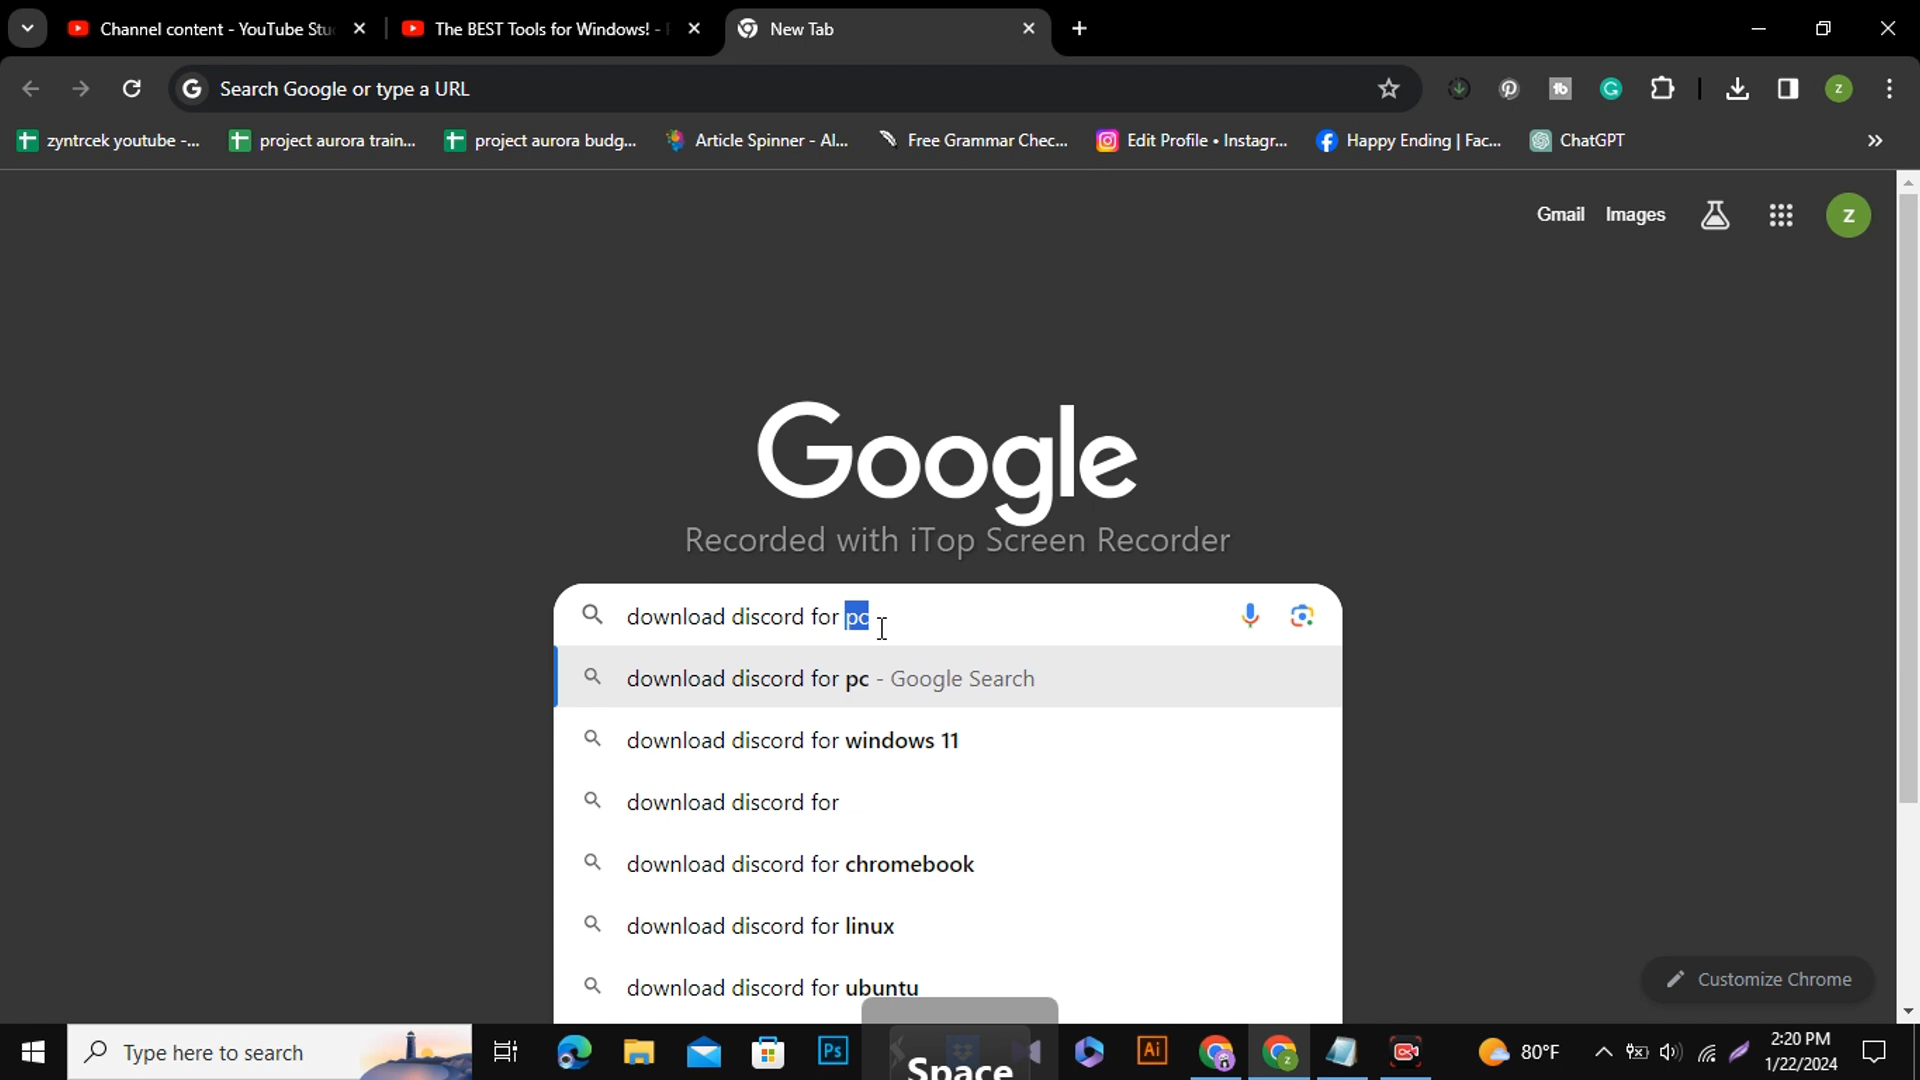 Channel content - YouTube Stu
The BEST Tools for Windows! -
New Tab
Search Google or type a URL
zyntrcek youtube -...
project aurora train...
project aurora budg...
Article Spinner - Al...
Free Grammar Chec...
Edit Profile • Instagr...
Happy Ending | Fac...
ChatGPT
Gmail
Images
z
Google
Recorded with iTop Screen Recorder
download discord for pc
download discord for pc - Google Search
download discord for windows 11
download discord for
download discord for chromebook
download discord for linux
download discord for ubuntu
Customize Chrome
Space
Type here to search
Ps
Ai
80°F
2:20 PM
1/22/2024